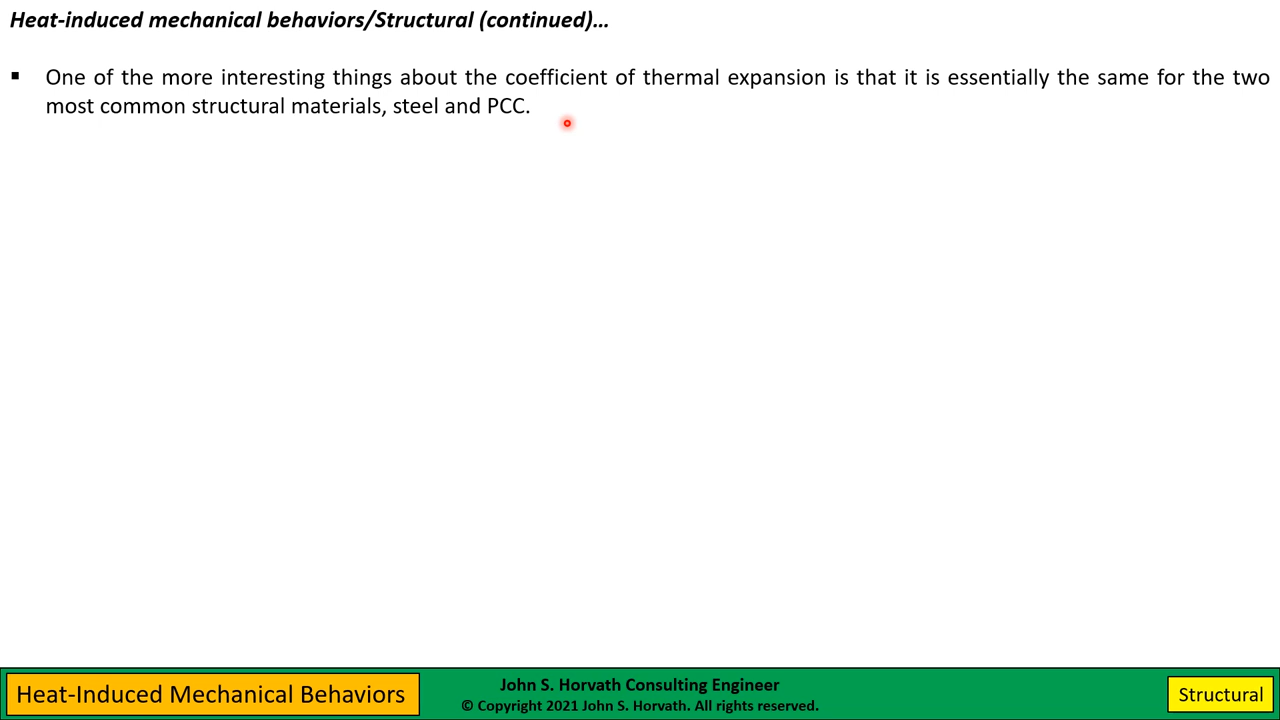 Heat-induced mechanical behaviors/Structural (continued)...
▪ One of the more interesting things about the coefficient of thermal expansion is that it is essentially the same for the two
most common structural materials, steel and PCC.
Heat-Induced Mechanical Behaviors
John S. Horvath Consulting Engineer
© Copyright 2021 John S. Horvath. All rights reserved.
Structural